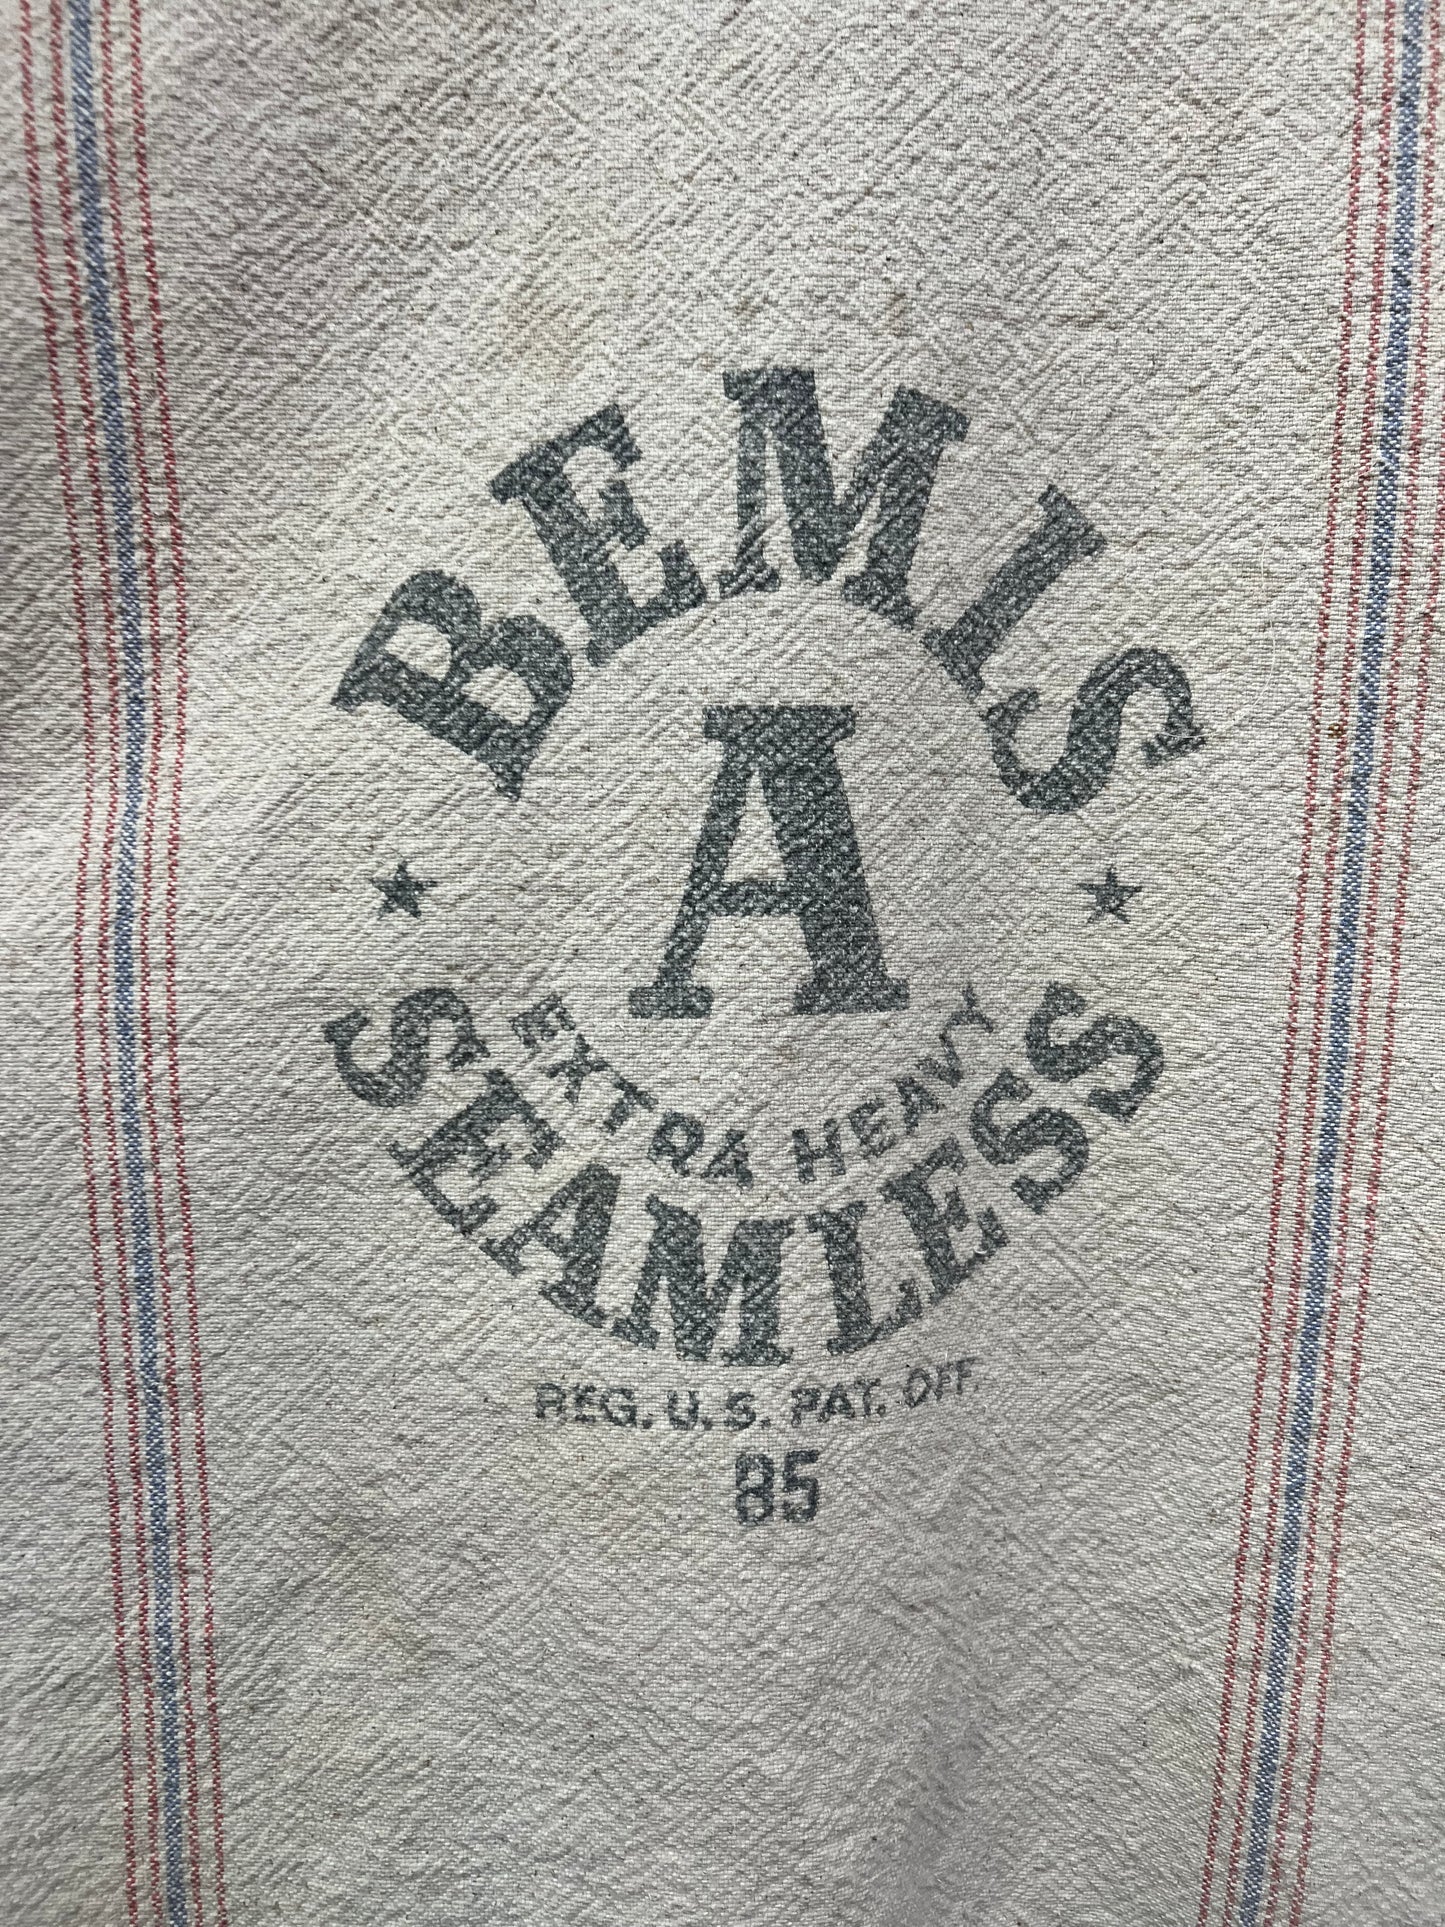 BEMIS
A
EXTRA HEAVY
SEAMLESS
REG. U.S. PAT. OFF.
85